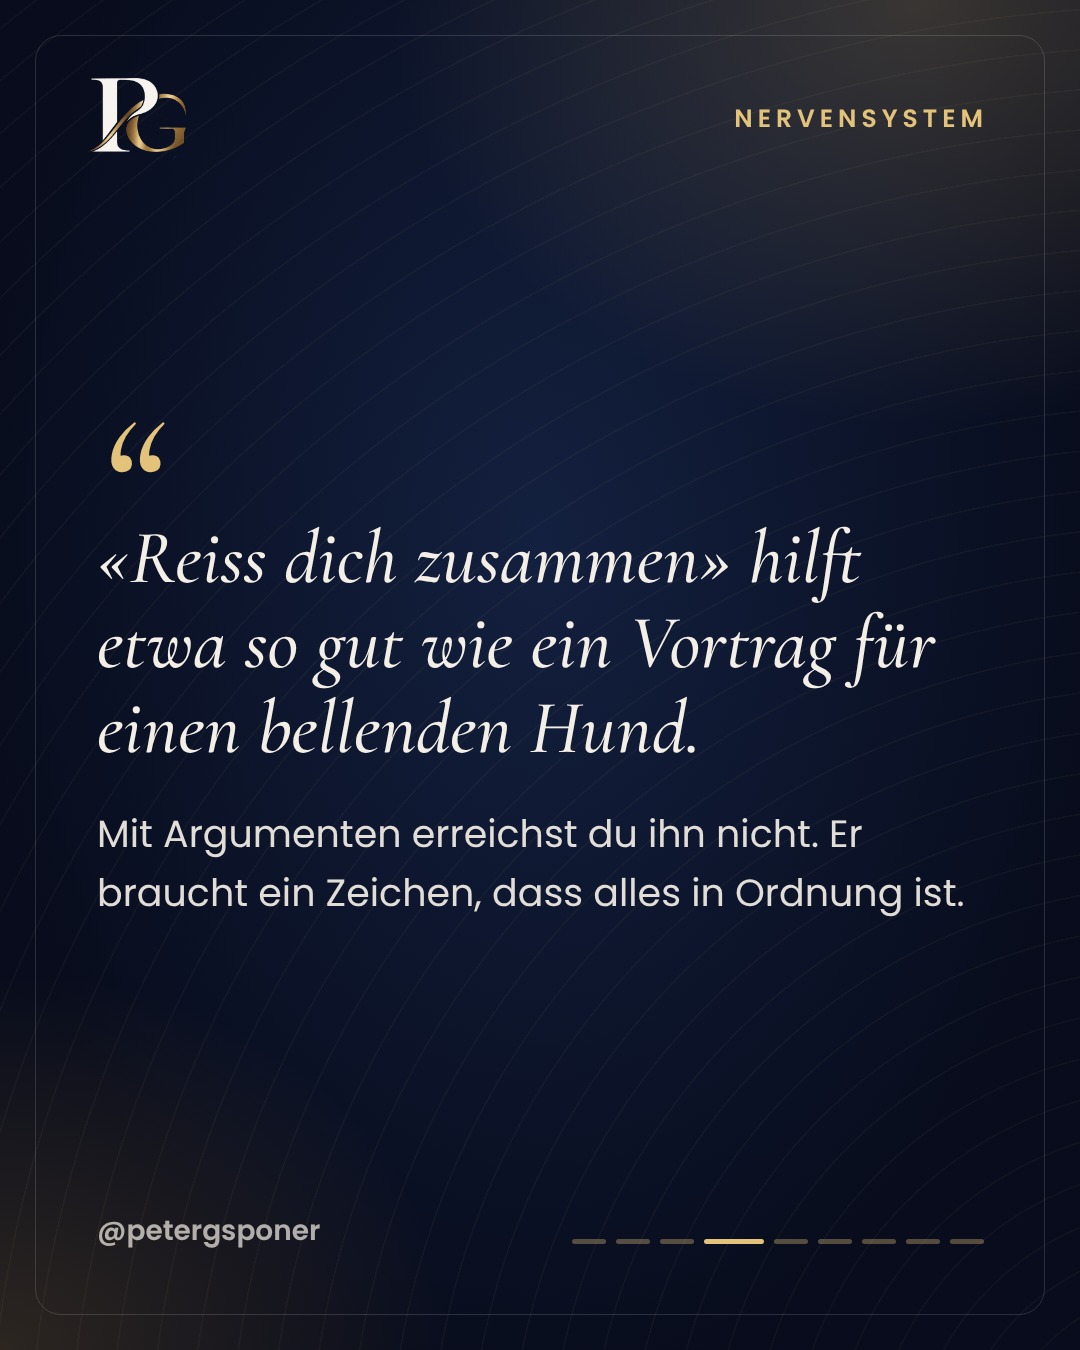 PG
NERVENSYSTEM
“
«Reiss dich zusammen» hilft
etwa so gut wie ein Vortrag für
einen bellenden Hund.
Mit Argumenten erreichst du ihn nicht. Er
braucht ein Zeichen, dass alles in Ordnung ist.
@petergsponer